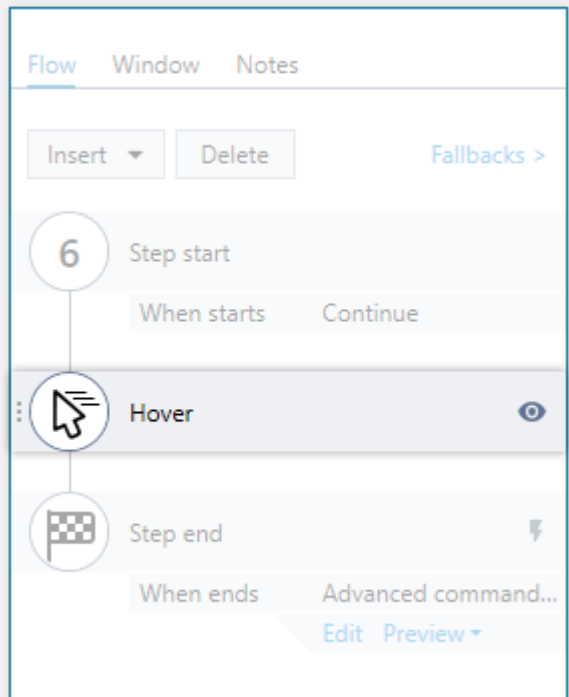 Flow Window Notes
Insert Delete Fallbacks >
6 Step start
When starts Continue
Hover
Step end
When ends Advanced command...
Edit Preview